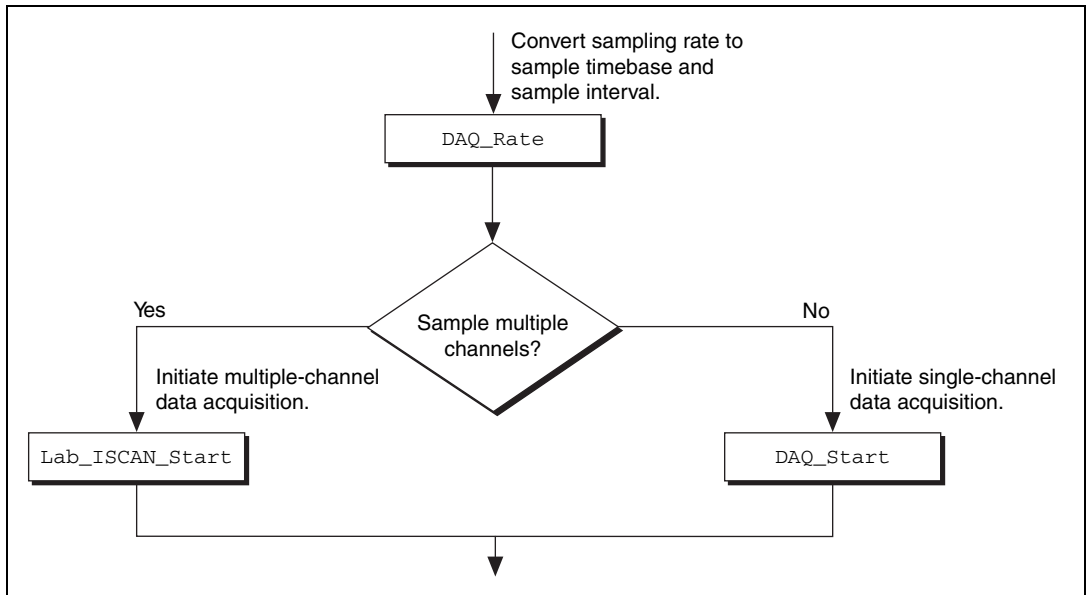 Convert sampling rate to
sample timebase and
sample interval.
DAQ_Rate
Yes
No
Sample multiple
channels?
Initiate multiple-channel
data acquisition.
Initiate single-channel
data acquisition.
Lab_ISCAN_Start
DAQ_Start